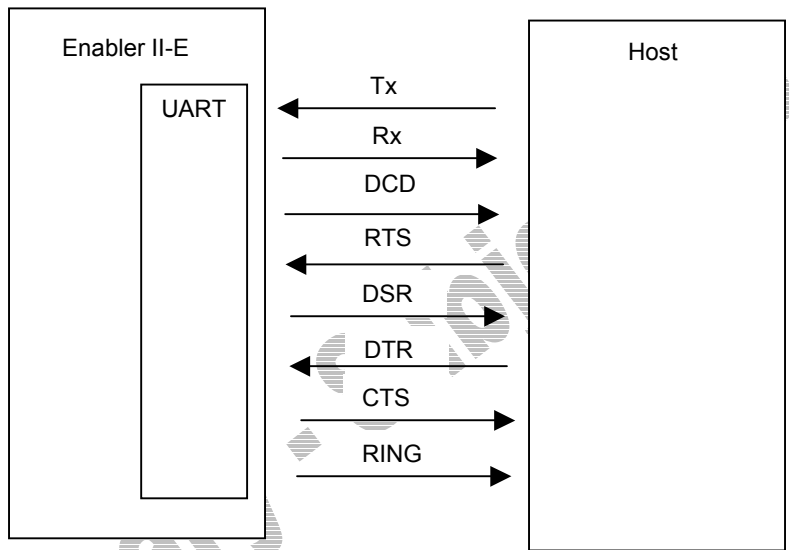 Enabler II-E
Host
UART
Tx
Rx
DCD
RTS
DSR
DTR
CTS
RING